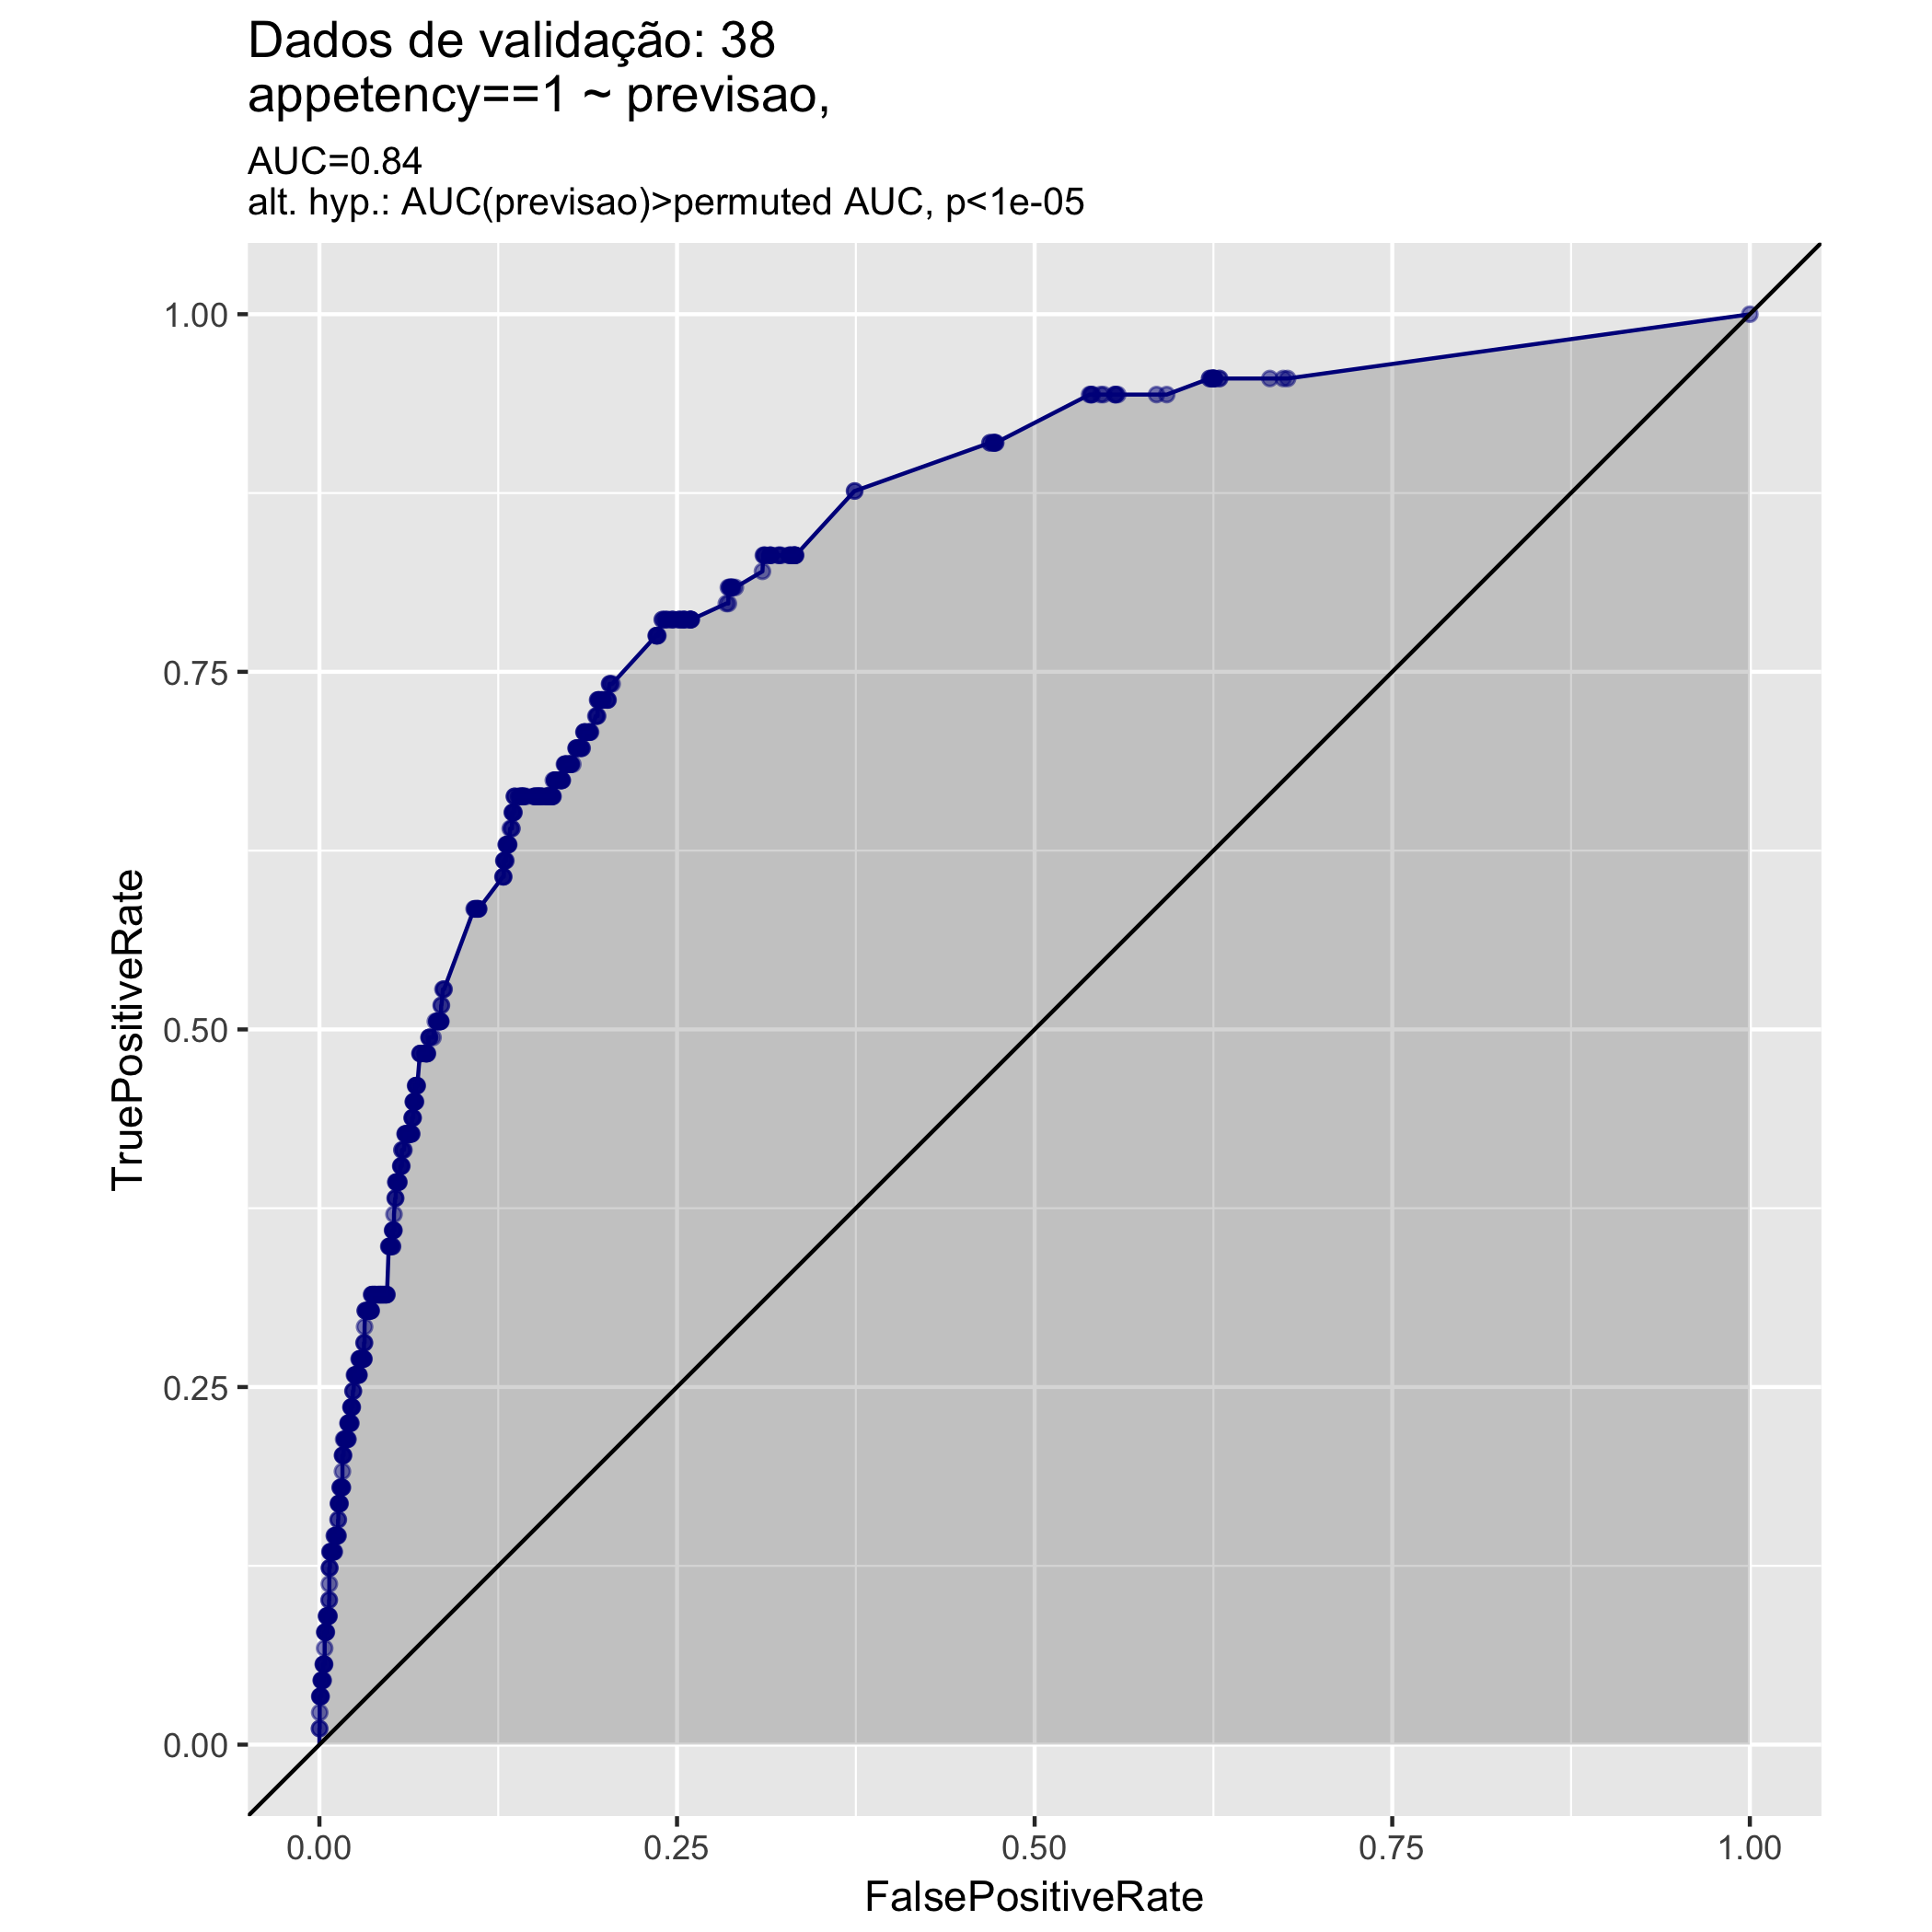 Dados de validação: 38
appetency==1 ~ previsao,
AUC=0.84
alt. hyp.: AUC(previsao)>permuted AUC, p<1e-05
1.00
0.75
0.50
0.25
0.00
TruePositiveRate
0.00
0.25
0.50
0.75
1.00
FalsePositiveRate